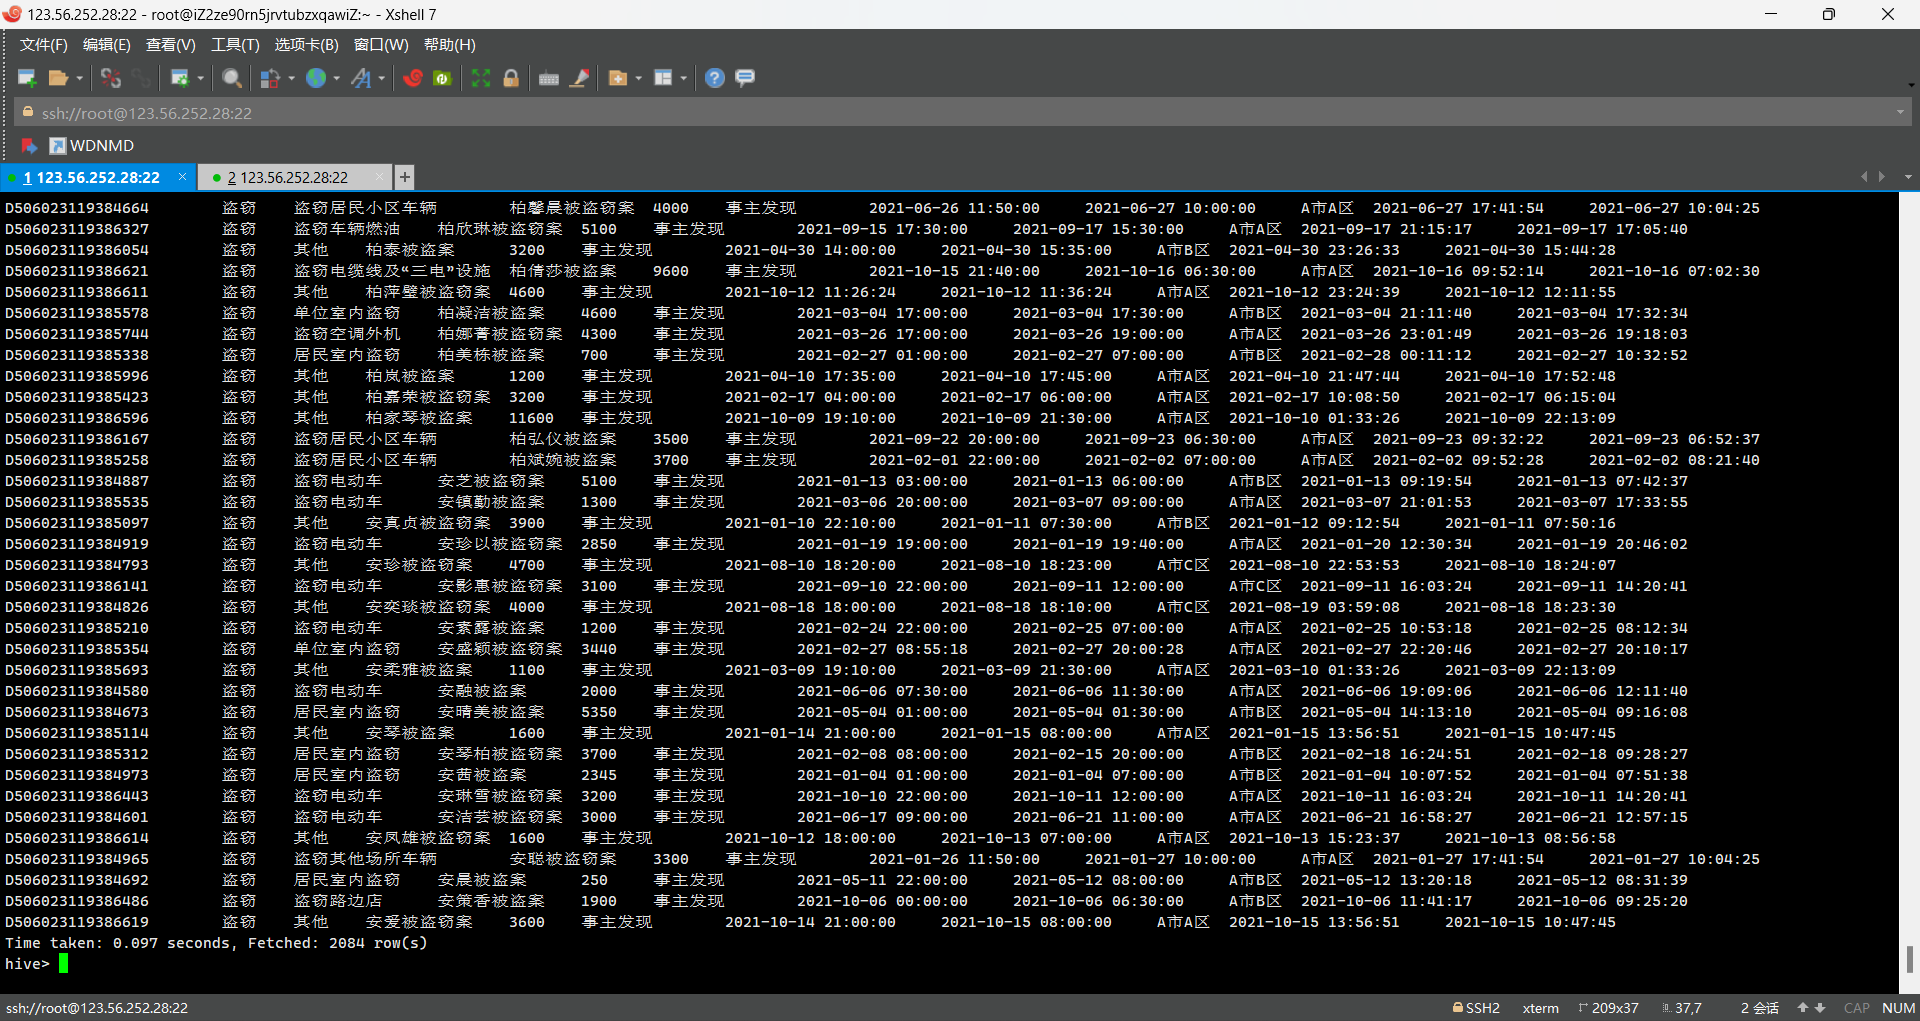 123.56.252.28:22 - root@iZ2ze90rn5jrvtubzxqawiZ:~ - Xshell 7
文件(F) 编辑(E) 查看(V) 工具(T) 选项卡(B) 窗口(W) 帮助(H)
ssh://root@123.56.252.28:22
WDNMD
1 123.56.252.28:22 × 2 123.56.252.28:22 × +
D506023119384664 盗窃 盗窃居民小区车辆 柏馨晨被盗窃案 4000 事主发现 2021-06-26 11:50:00 2021-06-27 10:00:00 A市A区 2021-06-27 17:41:54 2021-06-27 10:04:25
D506023119386327 盗窃 盗窃车辆燃油 柏欣琳被盗窃案 5100 事主发现 2021-09-15 17:30:00 2021-09-17 15:30:00 A市A区 2021-09-17 21:15:17 2021-09-17 17:05:40
D506023119386054 盗窃 其他 柏泰被盗案 3200 事主发现 2021-04-30 14:00:00 2021-04-30 15:35:00 A市B区 2021-04-30 23:26:33 2021-04-30 15:44:28
D506023119386621 盗窃 盗窃电缆线及“三电”设施 柏倩莎被盗案 9600 事主发现 2021-10-15 21:40:00 2021-10-16 06:30:00 A市A区 2021-10-16 09:52:14 2021-10-16 07:02:30
D506023119386611 盗窃 其他 柏萍璧被盗窃案 4600 事主发现 2021-10-12 11:26:24 2021-10-12 11:36:24 A市A区 2021-10-12 23:24:39 2021-10-12 12:11:55
D506023119385578 盗窃 单位室内盗窃 柏凝洁被盗案 4600 事主发现 2021-03-04 17:00:00 2021-03-04 17:30:00 A市B区 2021-03-04 21:11:40 2021-03-04 17:32:34
D506023119385744 盗窃 盗窃空调外机 柏娜菁被盗窃案 4300 事主发现 2021-03-26 17:00:00 2021-03-26 19:00:00 A市A区 2021-03-26 23:01:49 2021-03-26 19:18:03
D506023119385338 盗窃 居民室内盗窃 柏美栋被盗案 700 事主发现 2021-02-27 01:00:00 2021-02-27 07:00:00 A市B区 2021-02-28 00:11:12 2021-02-27 10:32:52
D506023119385996 盗窃 其他 柏岚被盗案 1200 事主发现 2021-04-10 17:35:00 2021-04-10 17:45:00 A市A区 2021-04-10 21:47:44 2021-04-10 17:52:48
D506023119385423 盗窃 其他 柏嘉荣被盗窃案 3200 事主发现 2021-02-17 04:00:00 2021-02-17 06:00:00 A市A区 2021-02-17 10:08:50 2021-02-17 06:15:04
D506023119386596 盗窃 其他 柏家琴被盗案 11600 事主发现 2021-10-09 19:10:00 2021-10-09 21:30:00 A市A区 2021-10-10 01:33:26 2021-10-09 22:13:09
D506023119386167 盗窃 盗窃居民小区车辆 柏弘仪被盗案 3500 事主发现 2021-09-22 20:00:00 2021-09-23 06:30:00 A市A区 2021-09-23 09:32:22 2021-09-23 06:52:37
D506023119385258 盗窃 盗窃居民小区车辆 柏斌婉被盗案 3700 事主发现 2021-02-01 22:00:00 2021-02-02 07:00:00 A市A区 2021-02-02 09:52:28 2021-02-02 08:21:40
D506023119384887 盗窃 盗窃电动车 安芝被盗窃案 5100 事主发现 2021-01-13 03:00:00 2021-01-13 06:00:00 A市B区 2021-01-13 09:19:54 2021-01-13 07:42:37
D506023119385535 盗窃 盗窃电动车 安镇勤被盗案 1300 事主发现 2021-03-06 20:00:00 2021-03-07 09:00:00 A市A区 2021-03-07 21:01:53 2021-03-07 17:33:55
D506023119385097 盗窃 其他 安真贞被盗窃案 3900 事主发现 2021-01-10 22:10:00 2021-01-11 07:30:00 A市B区 2021-01-12 09:12:54 2021-01-11 07:50:16
D506023119384919 盗窃 盗窃电动车 安珍以被盗窃案 2850 事主发现 2021-01-19 19:00:00 2021-01-19 19:40:00 A市A区 2021-01-20 12:30:34 2021-01-19 20:46:02
D506023119384793 盗窃 其他 安珍被盗窃案 4700 事主发现 2021-08-10 18:20:00 2021-08-10 18:23:00 A市C区 2021-08-10 22:53:53 2021-08-10 18:24:07
D506023119386141 盗窃 盗窃电动车 安影惠被盗窃案 3100 事主发现 2021-09-10 22:00:00 2021-09-11 12:00:00 A市C区 2021-09-11 16:03:24 2021-09-11 14:20:41
D506023119384826 盗窃 其他 安奕琰被盗窃案 4000 事主发现 2021-08-18 18:00:00 2021-08-18 18:10:00 A市C区 2021-08-19 03:59:08 2021-08-18 18:23:30
D506023119385210 盗窃 盗窃电动车 安素露被盗案 1200 事主发现 2021-02-24 22:00:00 2021-02-25 07:00:00 A市A区 2021-02-25 10:53:18 2021-02-25 08:12:34
D506023119385354 盗窃 单位室内盗窃 安盛颖被盗窃案 3440 事主发现 2021-02-27 08:55:18 2021-02-27 20:00:28 A市A区 2021-02-27 22:20:46 2021-02-27 20:10:17
D506023119385693 盗窃 其他 安柔雅被盗案 1100 事主发现 2021-03-09 19:10:00 2021-03-09 21:30:00 A市A区 2021-03-10 01:33:26 2021-03-09 22:13:09
D506023119384580 盗窃 盗窃电动车 安融被盗案 2000 事主发现 2021-06-06 07:30:00 2021-06-06 11:30:00 A市A区 2021-06-06 19:09:06 2021-06-06 12:11:40
D506023119384673 盗窃 居民室内盗窃 安晴美被盗案 5350 事主发现 2021-05-04 01:00:00 2021-05-04 01:30:00 A市B区 2021-05-04 14:13:10 2021-05-04 09:16:08
D506023119385114 盗窃 其他 安琴被盗案 1600 事主发现 2021-01-14 21:00:00 2021-01-15 08:00:00 A市A区 2021-01-15 13:56:51 2021-01-15 10:47:45
D506023119385312 盗窃 居民室内盗窃 安琴柏被盗窃案 3700 事主发现 2021-02-08 08:00:00 2021-02-15 20:00:00 A市B区 2021-02-18 16:24:51 2021-02-18 09:28:27
D506023119384973 盗窃 居民室内盗窃 安茜被盗案 2345 事主发现 2021-01-04 01:00:00 2021-01-04 07:00:00 A市B区 2021-01-04 10:07:52 2021-01-04 07:51:38
D506023119386443 盗窃 盗窃电动车 安琳雪被盗窃案 3200 事主发现 2021-10-10 22:00:00 2021-10-11 12:00:00 A市A区 2021-10-11 16:03:24 2021-10-11 14:20:41
D506023119384601 盗窃 盗窃电动车 安洁芸被盗窃案 3000 事主发现 2021-06-17 09:00:00 2021-06-21 11:00:00 A市A区 2021-06-21 16:58:27 2021-06-21 12:57:15
D506023119386614 盗窃 其他 安凤雄被盗窃案 1600 事主发现 2021-10-12 18:00:00 2021-10-13 07:00:00 A市A区 2021-10-13 15:23:37 2021-10-13 08:56:58
D506023119384965 盗窃 盗窃其他场所车辆 安聪被盗窃案 3300 事主发现 2021-01-26 11:50:00 2021-01-27 10:00:00 A市A区 2021-01-27 17:41:54 2021-01-27 10:04:25
D506023119384692 盗窃 居民室内盗窃 安晨被盗案 250 事主发现 2021-05-11 22:00:00 2021-05-12 08:00:00 A市B区 2021-05-12 13:20:18 2021-05-12 08:31:39
D506023119386486 盗窃 盗窃路边店 安策香被盗案 1900 事主发现 2021-10-06 00:00:00 2021-10-06 06:30:00 A市B区 2021-10-06 11:41:17 2021-10-06 09:25:20
D506023119386619 盗窃 其他 安爱被盗窃案 3600 事主发现 2021-10-14 21:00:00 2021-10-15 08:00:00 A市A区 2021-10-15 13:56:51 2021-10-15 10:47:45
Time taken: 0.097 seconds, Fetched: 2084 row(s)
hive>
ssh://root@123.56.252.28:22 SSH2 xterm 209x37 37,7 2 会话 CAP NUM